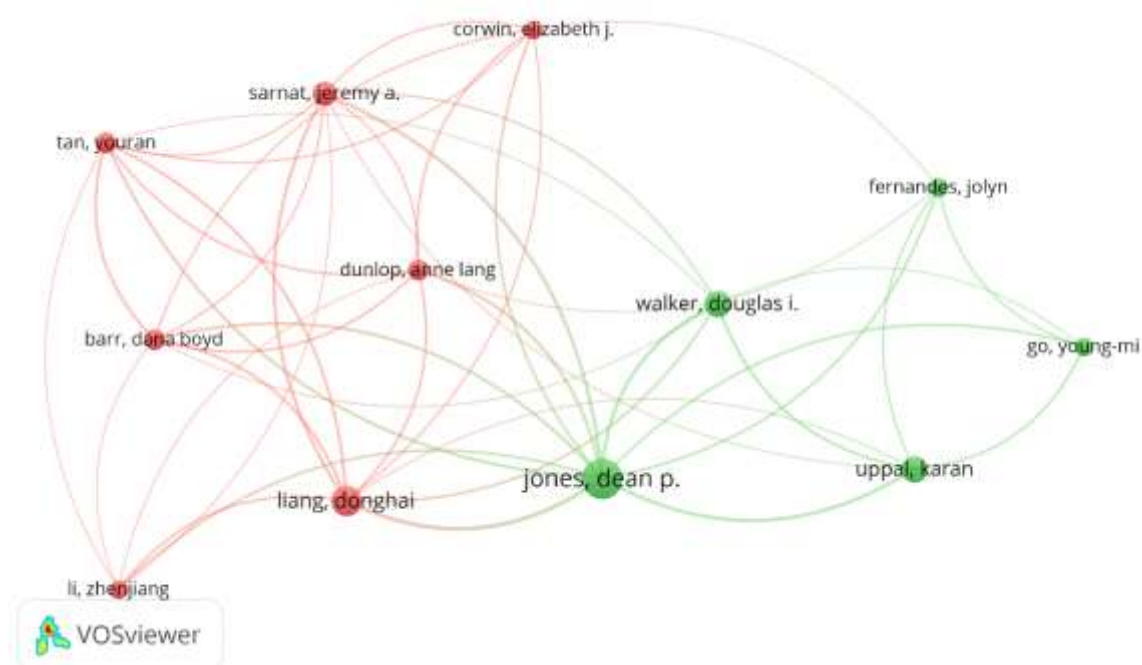 corwin, elizabeth j.
sarnat, jeremy a.
tan, youran
fernandes, jolyn
dunlop, anne lang
walker, douglas i.
barr, dana boyd
go, young-mi
uppal, karan
jones, dean p.
liang, donghai
li, zhenjiang
VOSviewer